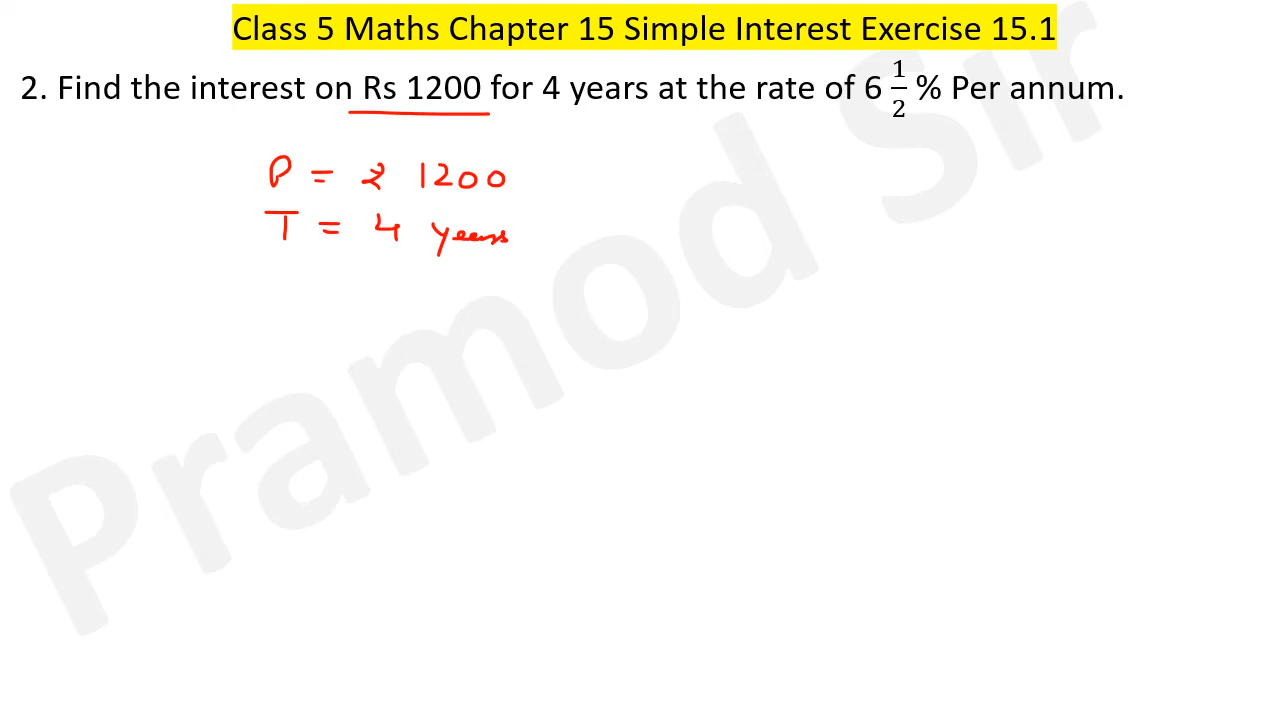 Class 5 Maths Chapter 15 Simple Interest Exercise 15.1
2. Find the interest on Rs 1200 for 4 years at the rate of 6 1/2 % Per annum.
P = ₹ 1200
T = 4 years
Pramod Sir